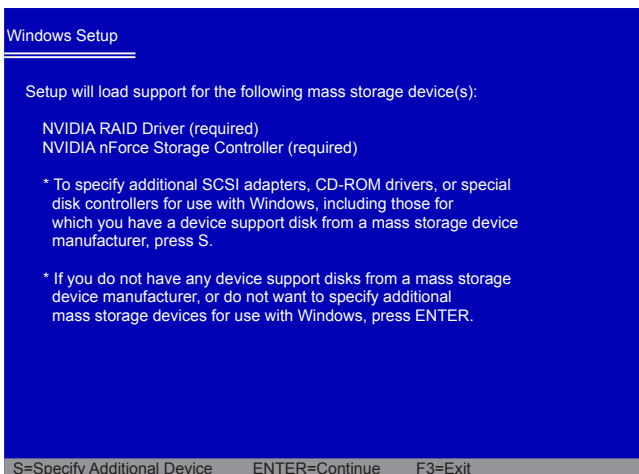 Windows Setup
Setup will load support for the following mass storage device(s):
NVIDIA RAID Driver (required)
NVIDIA nForce Storage Controller (required)
* To specify additional SCSI adapters, CD-ROM drivers, or special
disk controllers for use with Windows, including those for
which you have a device support disk from a mass storage device
manufacturer, press S.
* If you do not have any device support disks from a mass storage
device manufacturer, or do not want to specify additional
mass storage devices for use with Windows, press ENTER.
S=Specify Additional Device ENTER=Continue F3=Exit